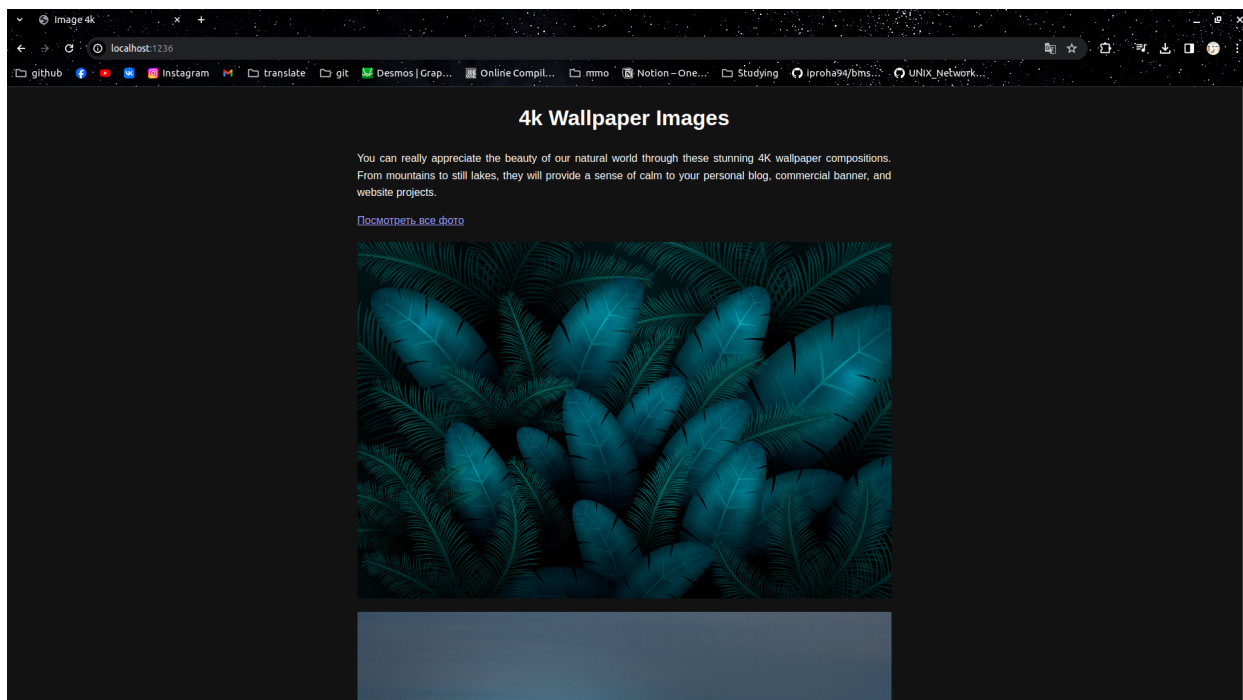 Image 4k
localhost:1236
github
Instagram
translate
git
Desmos | Grap...
Online Compil...
mmo
Notion – One...
Studying
iproha94/bms...
UNIX_Network...
4k Wallpaper Images
You can really appreciate the beauty of our natural world through these stunning 4K wallpaper compositions.
From mountains to still lakes, they will provide a sense of calm to your personal blog, commercial banner, and
website projects.
Посмотреть все фото